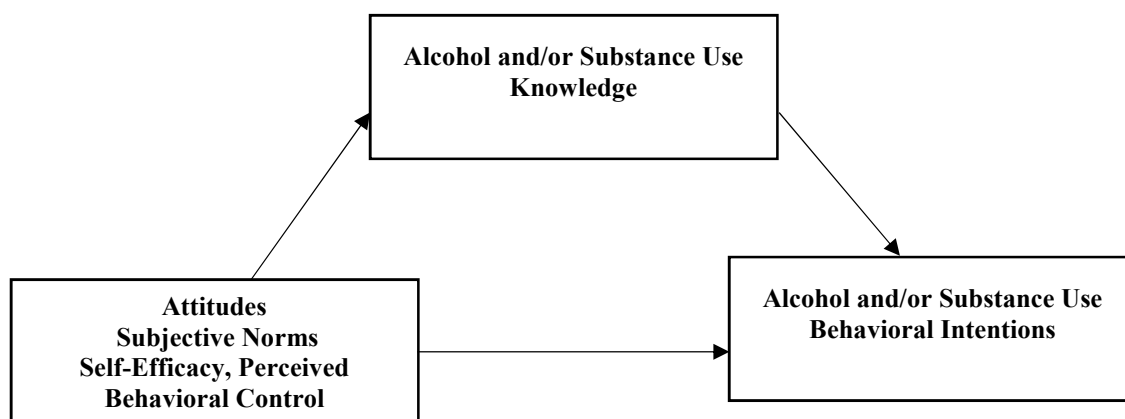 Alcohol and/or Substance Use
Knowledge
Attitudes
Subjective Norms
Self-Efficacy, Perceived
Behavioral Control
Alcohol and/or Substance Use
Behavioral Intentions